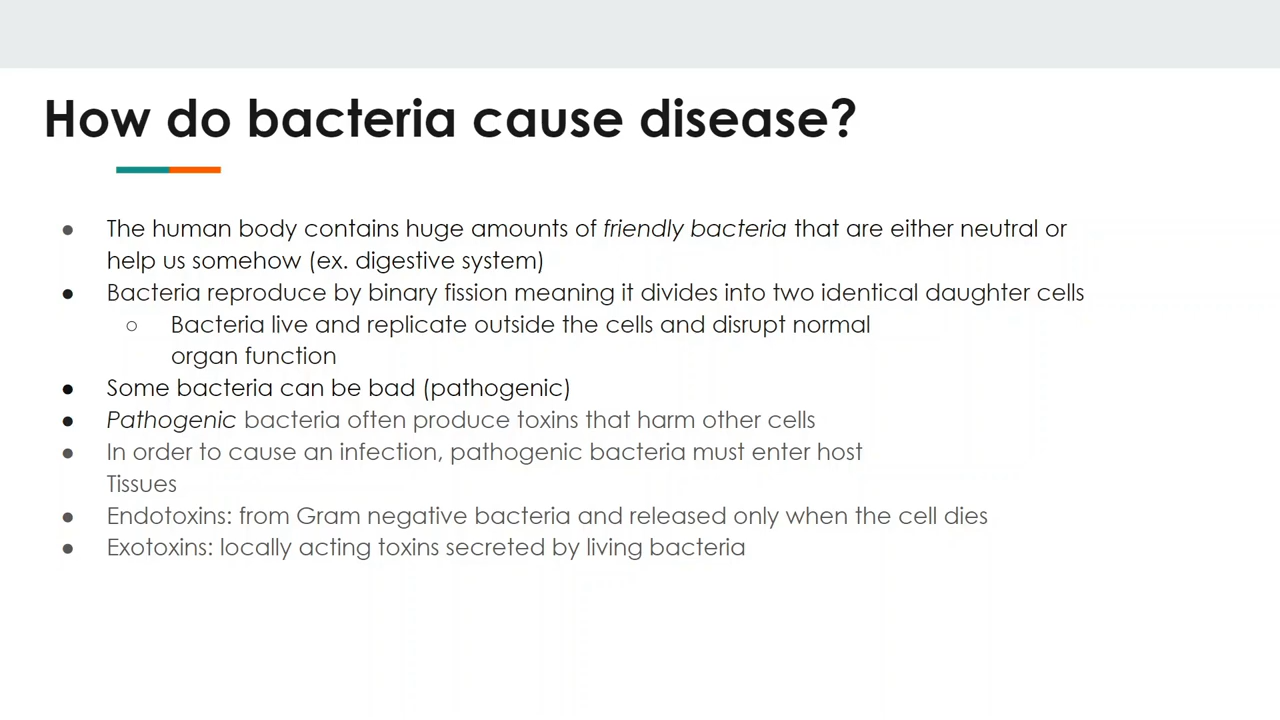 How do bacteria cause disease?
● The human body contains huge amounts of friendly bacteria that are either neutral or
help us somehow (ex. digestive system)
● Bacteria reproduce by binary fission meaning it divides into two identical daughter cells
○ Bacteria live and replicate outside the cells and disrupt normal
organ function
● Some bacteria can be bad (pathogenic)
● Pathogenic bacteria often produce toxins that harm other cells
● In order to cause an infection, pathogenic bacteria must enter host
Tissues
● Endotoxins: from Gram negative bacteria and released only when the cell dies
● Exotoxins: locally acting toxins secreted by living bacteria